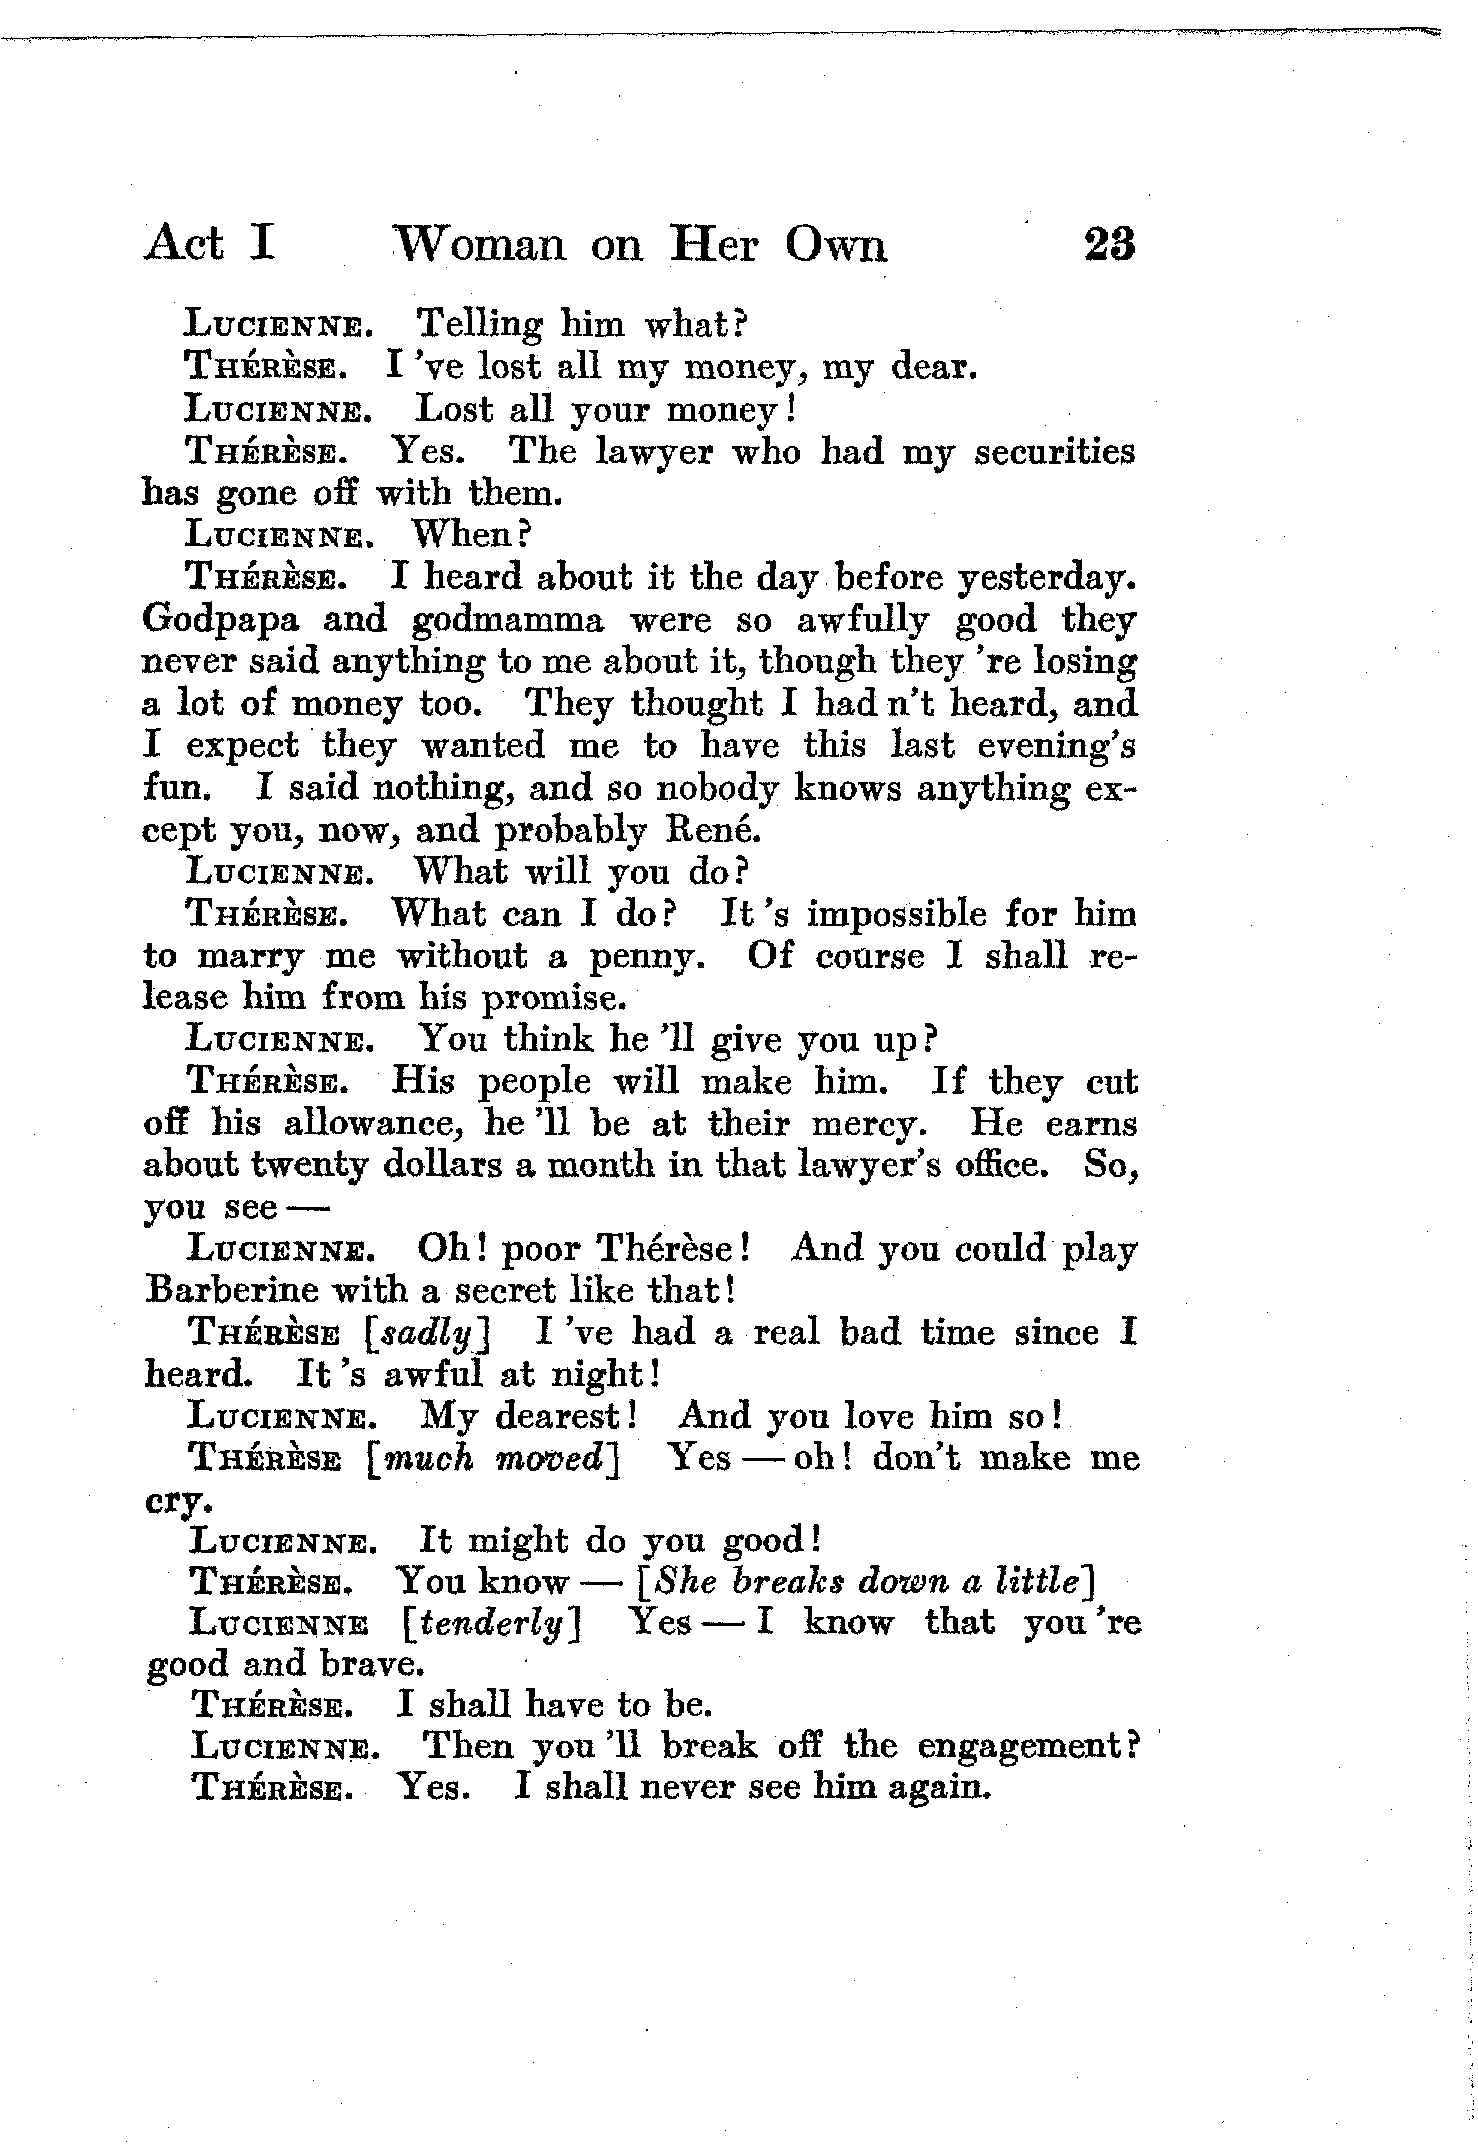 Act I Woman on Her Own 23
LUCIENNE. Telling him what?
THÉRÈSE. I 've lost all my money, my dear.
LUCIENNE. Lost all your money!
THÉRÈSE. Yes. The lawyer who had my securities
has gone off with them.
LUCIENNE. When?
THÉRÈSE. I heard about it the day before yesterday.
Godpapa and godmamma were so awfully good they
never said anything to me about it, though they 're losing
a lot of money too. They thought I had n't heard, and
I expect they wanted me to have this last evening's
fun. I said nothing, and so nobody knows anything ex-
cept you, now, and probably René.
LUCIENNE. What will you do?
THÉRÈSE. What can I do? It 's impossible for him
to marry me without a penny. Of course I shall re-
lease him from his promise.
LUCIENNE. You think he 'll give you up?
THÉRÈSE. His people will make him. If they cut
off his allowance, he 'll be at their mercy. He earns
about twenty dollars a month in that lawyer's office. So,
you see —
LUCIENNE. Oh! poor Thérèse! And you could play
Barberine with a secret like that!
THÉRÈSE [sadly] I 've had a real bad time since I
heard. It 's awful at night!
LUCIENNE. My dearest! And you love him so!
THÉRÈSE [much moved] Yes — oh! don't make me
cry.
LUCIENNE. It might do you good!
THÉRÈSE. You know — [She breaks down a little]
LUCIENNE [tenderly] Yes — I know that you 're
good and brave.
THÉRÈSE. I shall have to be.
LUCIENNE. Then you 'll break off the engagement?
THÉRÈSE. Yes. I shall never see him again.